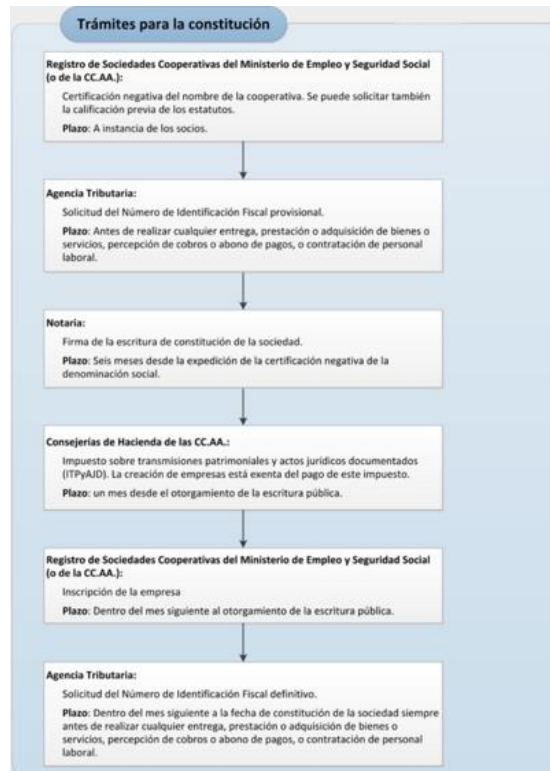 Trámites para la constitución
Registro de Sociedades Cooperativas del Ministerio de Empleo y Seguridad Social
(o de la CC.AA.):
Certificación negativa del nombre de la cooperativa. Se puede solicitar también
la calificación previa de los estatutos.
Plazo: A instancia de los socios.
Agencia Tributaria:
Solicitud del Número de Identificación Fiscal provisional.
Plazo: Antes de realizar cualquier entrega, prestación o adquisición de bienes o
servicios, percepción de cobros o abono de pagos, o contratación de personal
laboral.
Notaria:
Firma de la escritura de constitución de la sociedad.
Plazo: Seis meses desde la expedición de la certificación negativa de la
denominación social.
Consejerías de Hacienda de las CC.AA.:
Impuesto sobre transmisiones patrimoniales y actos jurídicos documentados
(ITPyAJD). La creación de empresas está exenta del pago de este impuesto.
Plazo: un mes desde el otorgamiento de la escritura pública.
Registro de Sociedades Cooperativas del Ministerio de Empleo y Seguridad Social
(o de la CC.AA.):
Inscripción de la empresa
Plazo: Dentro del mes siguiente al otorgamiento de la escritura pública.
Agencia Tributaria:
Solicitud del Número de Identificación Fiscal definitivo.
Plazo: Dentro del mes siguiente a la fecha de constitución de la sociedad siempre
antes de realizar cualquier entrega, prestación o adquisición de bienes o
servicios, percepción de cobros o abono de pagos, o contratación de personal
laboral.